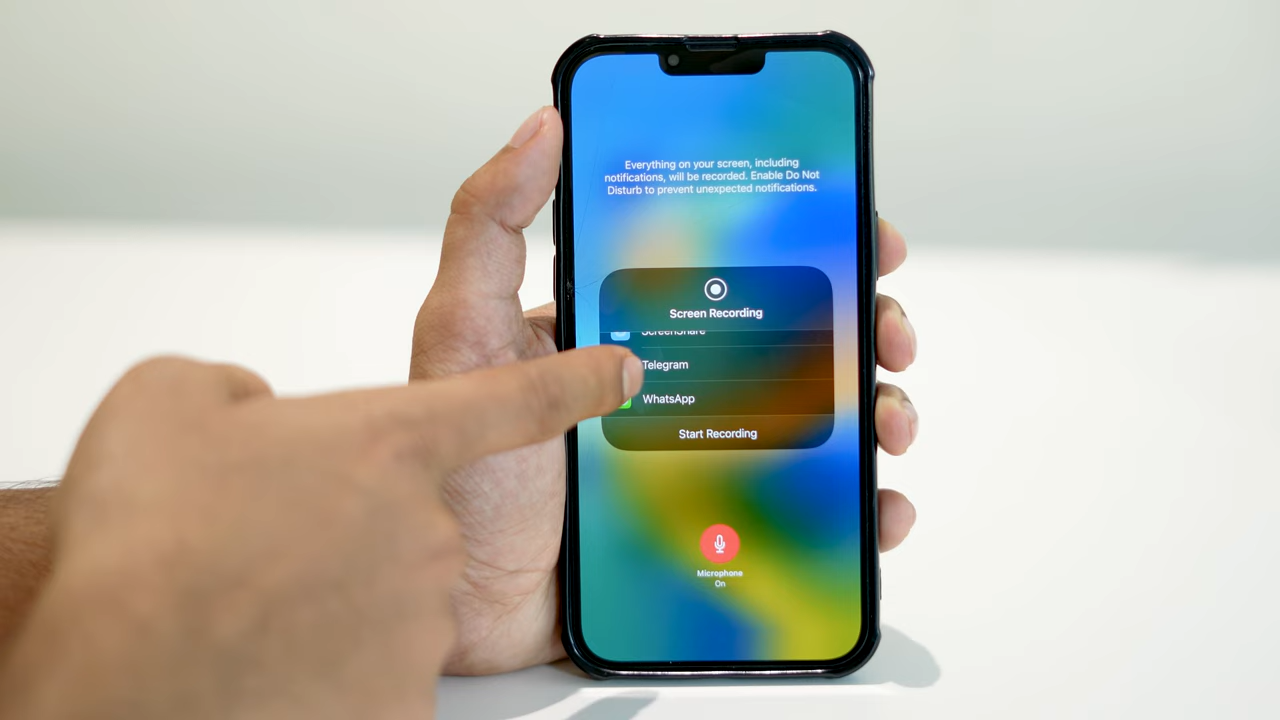 Everything on your screen, including
notifications, will be recorded. Enable Do Not
Disturb to prevent unexpected notifications.
Screen Recording
ScreenShare
Telegram
WhatsApp
Start Recording
Microphone
On